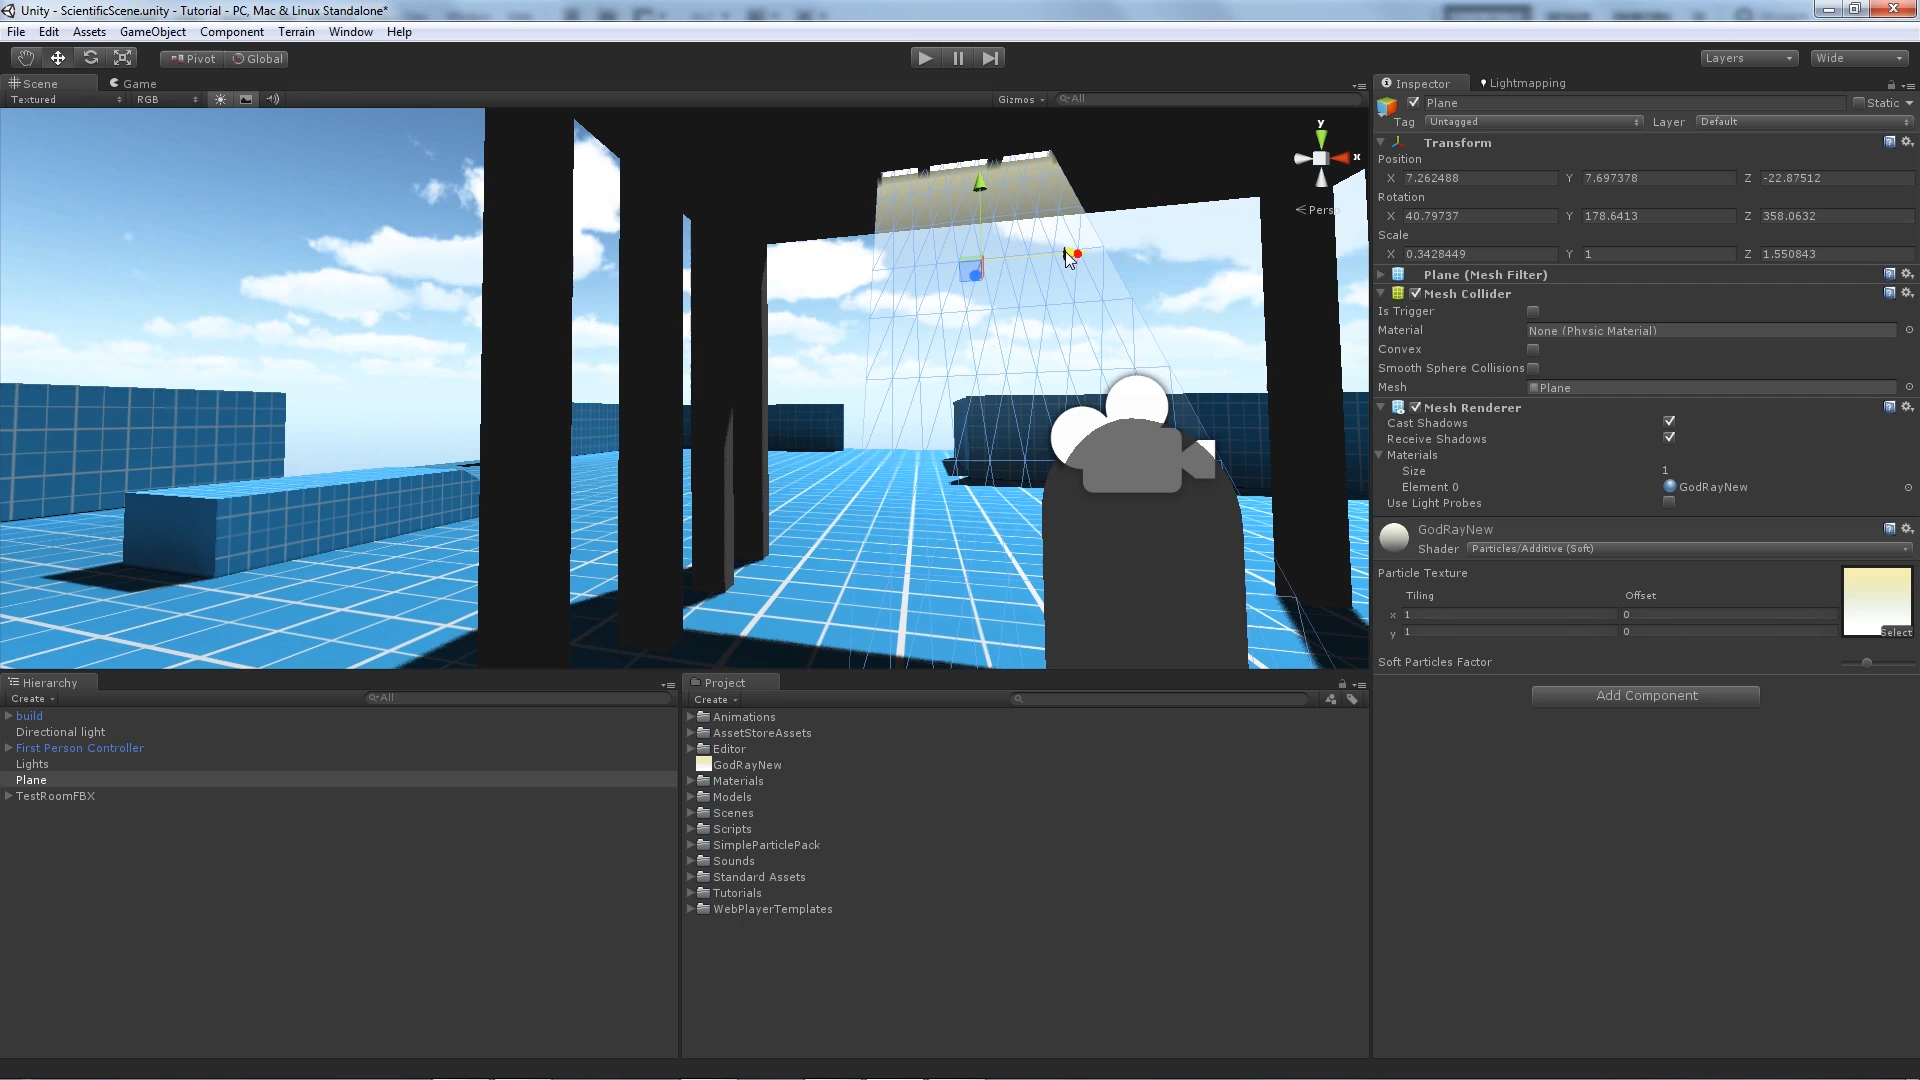 Unity - ScientificScene.unity - Tutorial - PC, Mac & Linux Standalone*
File Edit Assets GameObject Component Terrain Window Help
Pivot Global Layers Wide
Scene Game
Textured RGB Gizmos All
y
x
Persp
Inspector Lightmapping
Plane Static
Tag Untagged Layer Default
Transform
Position
X 7.262488 Y 7.697378 Z -22.87512
Rotation
X 40.79737 Y 178.6413 Z 358.0632
Scale
X 0.3428449 Y 1 Z 1.550843
Plane (Mesh Filter)
Mesh Collider
Is Trigger
Material None (Physic Material)
Convex
Smooth Sphere Collisions
Mesh Plane
Mesh Renderer
Cast Shadows
Receive Shadows
Materials
Size 1
Element 0 GodRayNew
Use Light Probes
GodRayNew
Shader Particles/Additive (Soft)
Particle Texture
Tiling Offset
x 1 0
y 1 0
Select
Soft Particles Factor
Add Component
Hierarchy
Create All
build
Directional light
First Person Controller
Lights
Plane
TestRoomFBX
Project
Create
Animations
AssetStoreAssets
Editor
GodRayNew
Materials
Models
Scenes
Scripts
SimpleParticlePack
Sounds
Standard Assets
Tutorials
WebPlayerTemplates